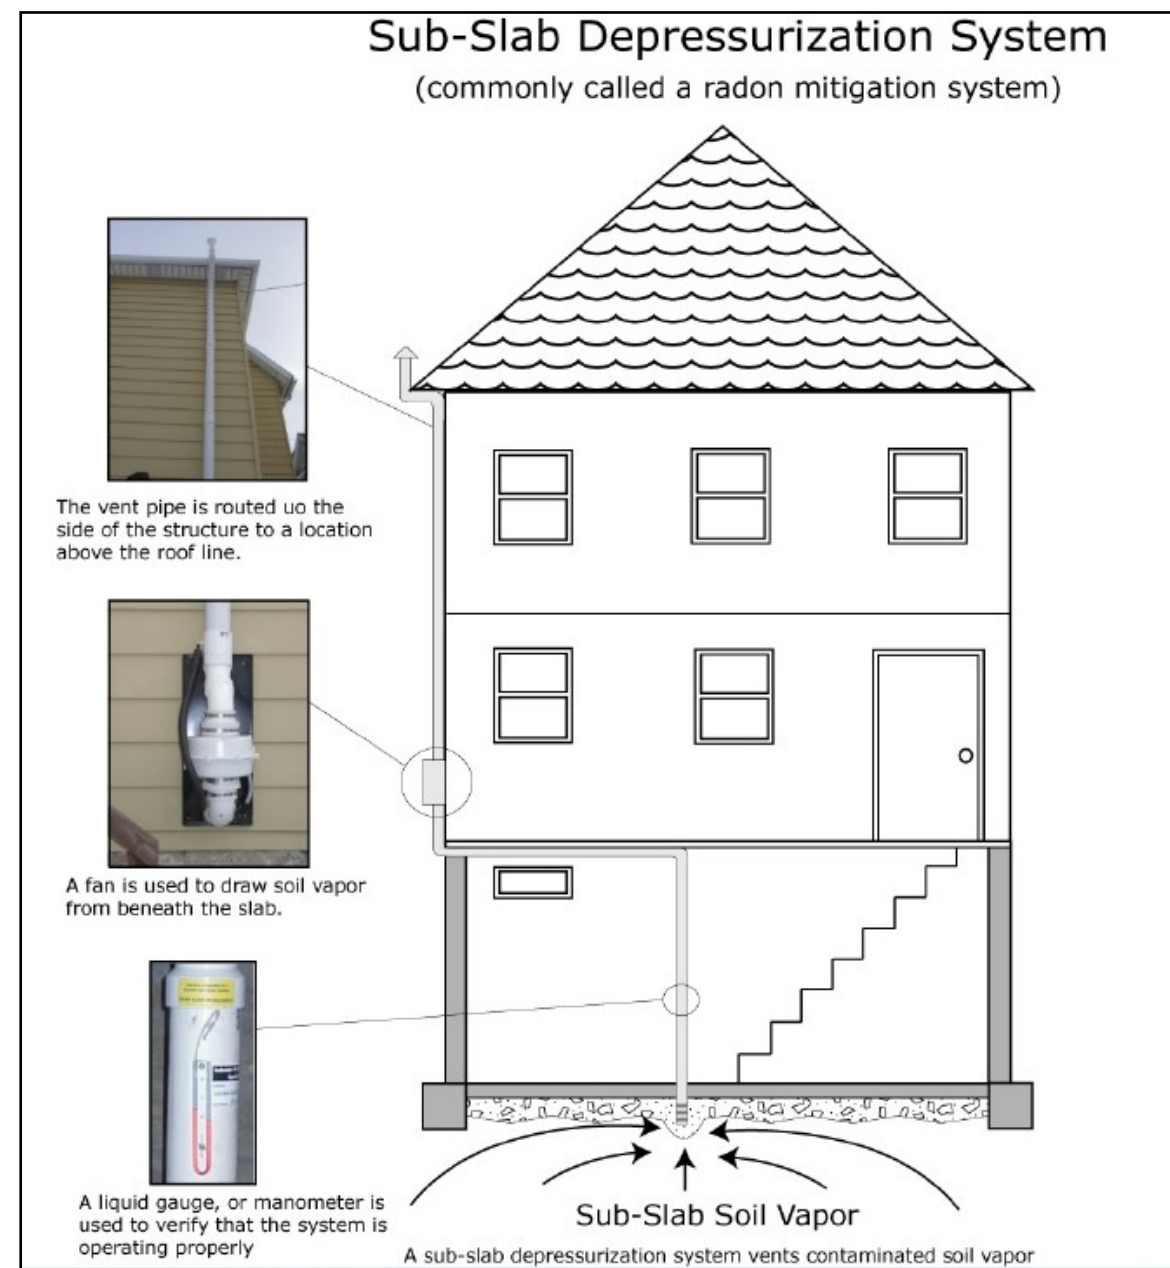 Sub-Slab Depressurization System
(commonly called a radon mitigation system)
The vent pipe is routed uo the
side of the structure to a location
above the roof line.
A fan is used to draw soil vapor
from beneath the slab.
A liquid gauge, or manometer is
used to verify that the system is
operating properly
Sub-Slab Soil Vapor
A sub-slab depressurization system vents contaminated soil vapor